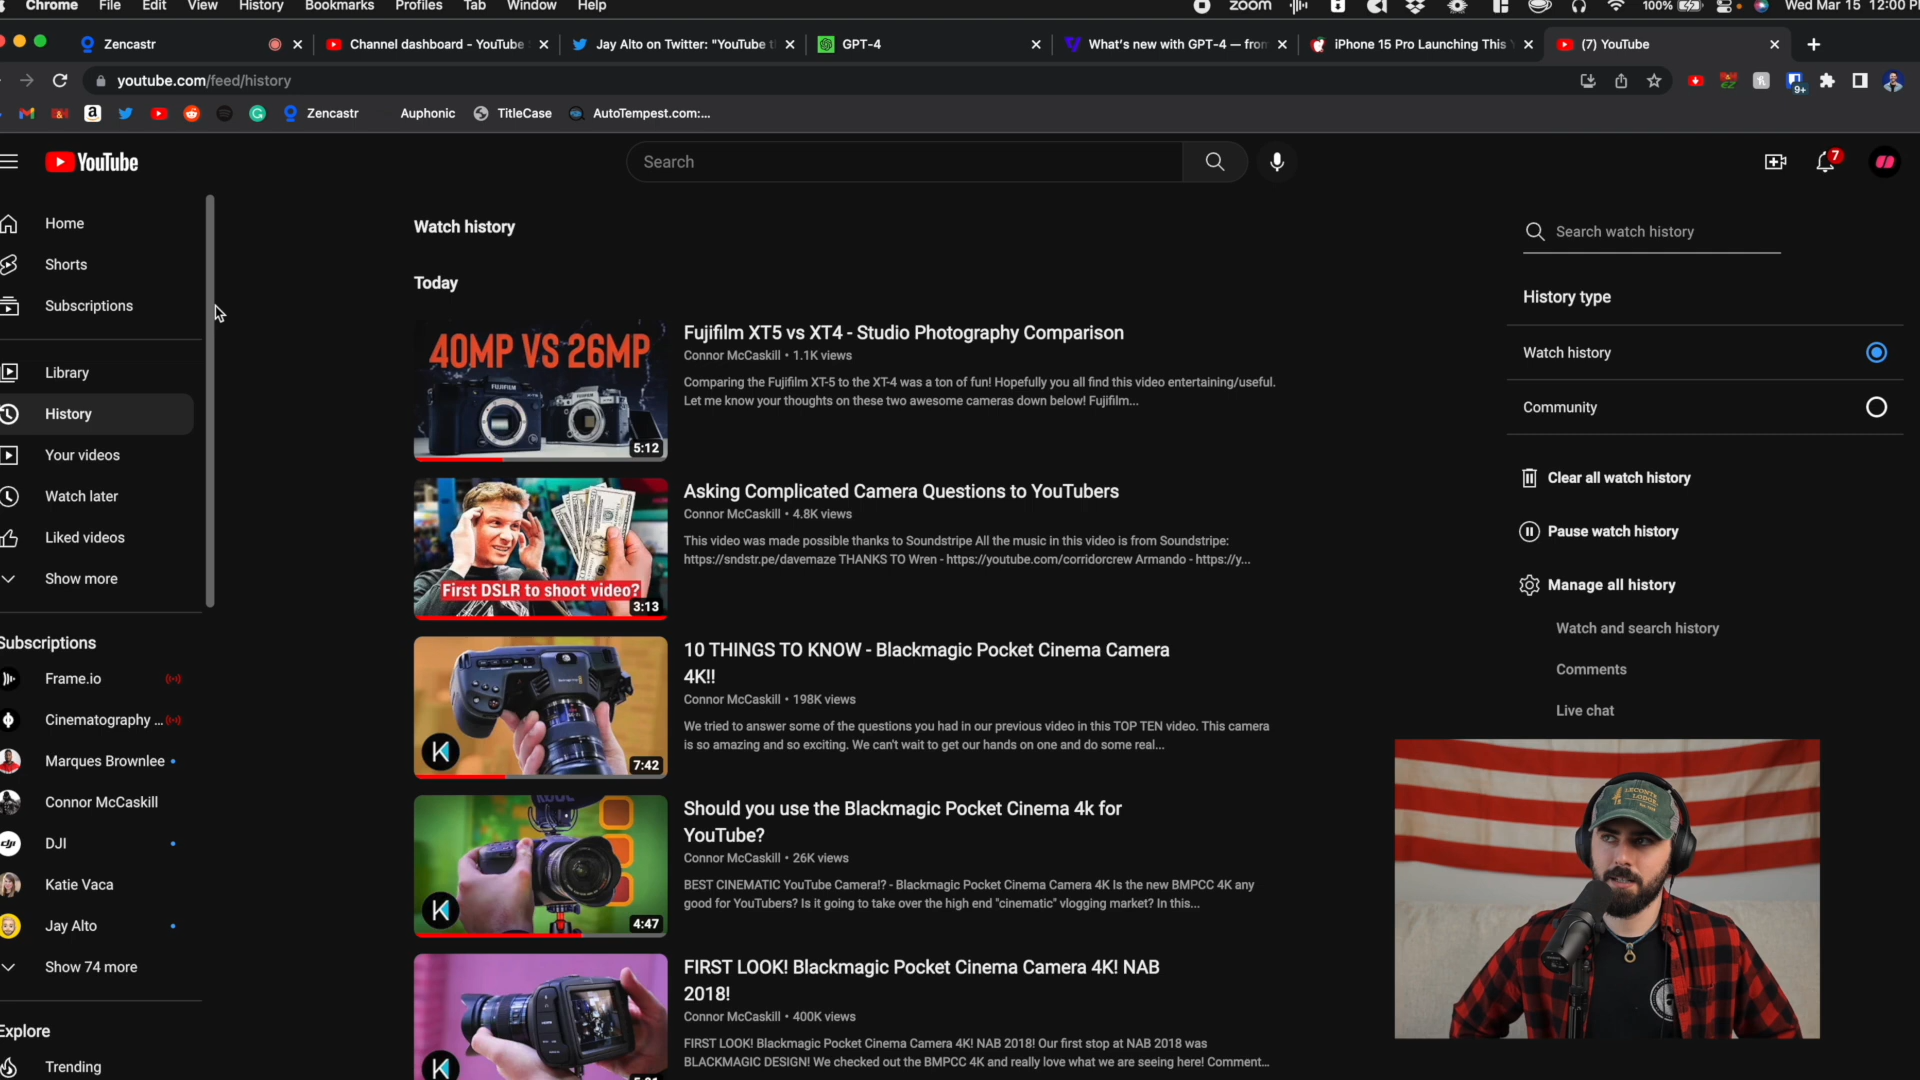 Chrome File Edit View History Bookmarks Profiles Tab Window Help zoom 100% Wed Mar 15 12:00
Zencastr Channel dashboard - YouTube Jay Alto on Twitter: "YouTube GPT-4 What's new with GPT-4 — from iPhone 15 Pro Launching This (7) YouTube
youtube.com/feed/history 9+
Zencastr Auphonic TitleCase AutoTempest.com:...
YouTube
Search
7
Home
Shorts
Subscriptions
Library
History
Your videos
Watch later
Liked videos
Show more
Subscriptions
Frame.io
Cinematography ...
Marques Brownlee
Connor McCaskill
DJI
Katie Vaca
Jay Alto
Show 74 more
Explore
Trending
Watch history
Today
40MP VS 26MP
FUJIFILM
5:12
Fujifilm XT5 vs XT4 - Studio Photography Comparison
Connor McCaskill • 1.1K views
Comparing the Fujifilm XT-5 to the XT-4 was a ton of fun! Hopefully you all find this video entertaining/useful.
Let me know your thoughts on these two awesome cameras down below! Fujifilm...
First DSLR to shoot video?
3:13
Asking Complicated Camera Questions to YouTubers
Connor McCaskill • 4.8K views
This video was made possible thanks to Soundstripe All the music in this video is from Soundstripe:
https://sndstr.pe/davemaze THANKS TO Wren - https://youtube.com/corridorcrew Armando - https://y...
K
7:42
10 THINGS TO KNOW - Blackmagic Pocket Cinema Camera
4K!!
Connor McCaskill • 198K views
We tried to answer some of the questions you had in our previous video in this TOP TEN video. This camera
is so amazing and so exciting. We can't wait to get our hands on one and do some real...
K
4:47
Should you use the Blackmagic Pocket Cinema 4k for
YouTube?
Connor McCaskill • 26K views
BEST CINEMATIC YouTube Camera!? - Blackmagic Pocket Cinema Camera 4K Is the new BMPCC 4K any
good for YouTubers? Is it going to take over the high end "cinematic" vlogging market? In this...
K
FIRST LOOK! Blackmagic Pocket Cinema Camera 4K! NAB
2018!
Connor McCaskill • 400K views
FIRST LOOK! Blackmagic Pocket Cinema Camera 4K! NAB 2018! Our first stop at NAB 2018 was
BLACKMAGIC DESIGN! We checked out the BMPCC 4K and really love what we are seeing here! Comment...
Search watch history
History type
Watch history
Community
Clear all watch history
Pause watch history
Manage all history
Watch and search history
Comments
Live chat
LECONTE
LODGE